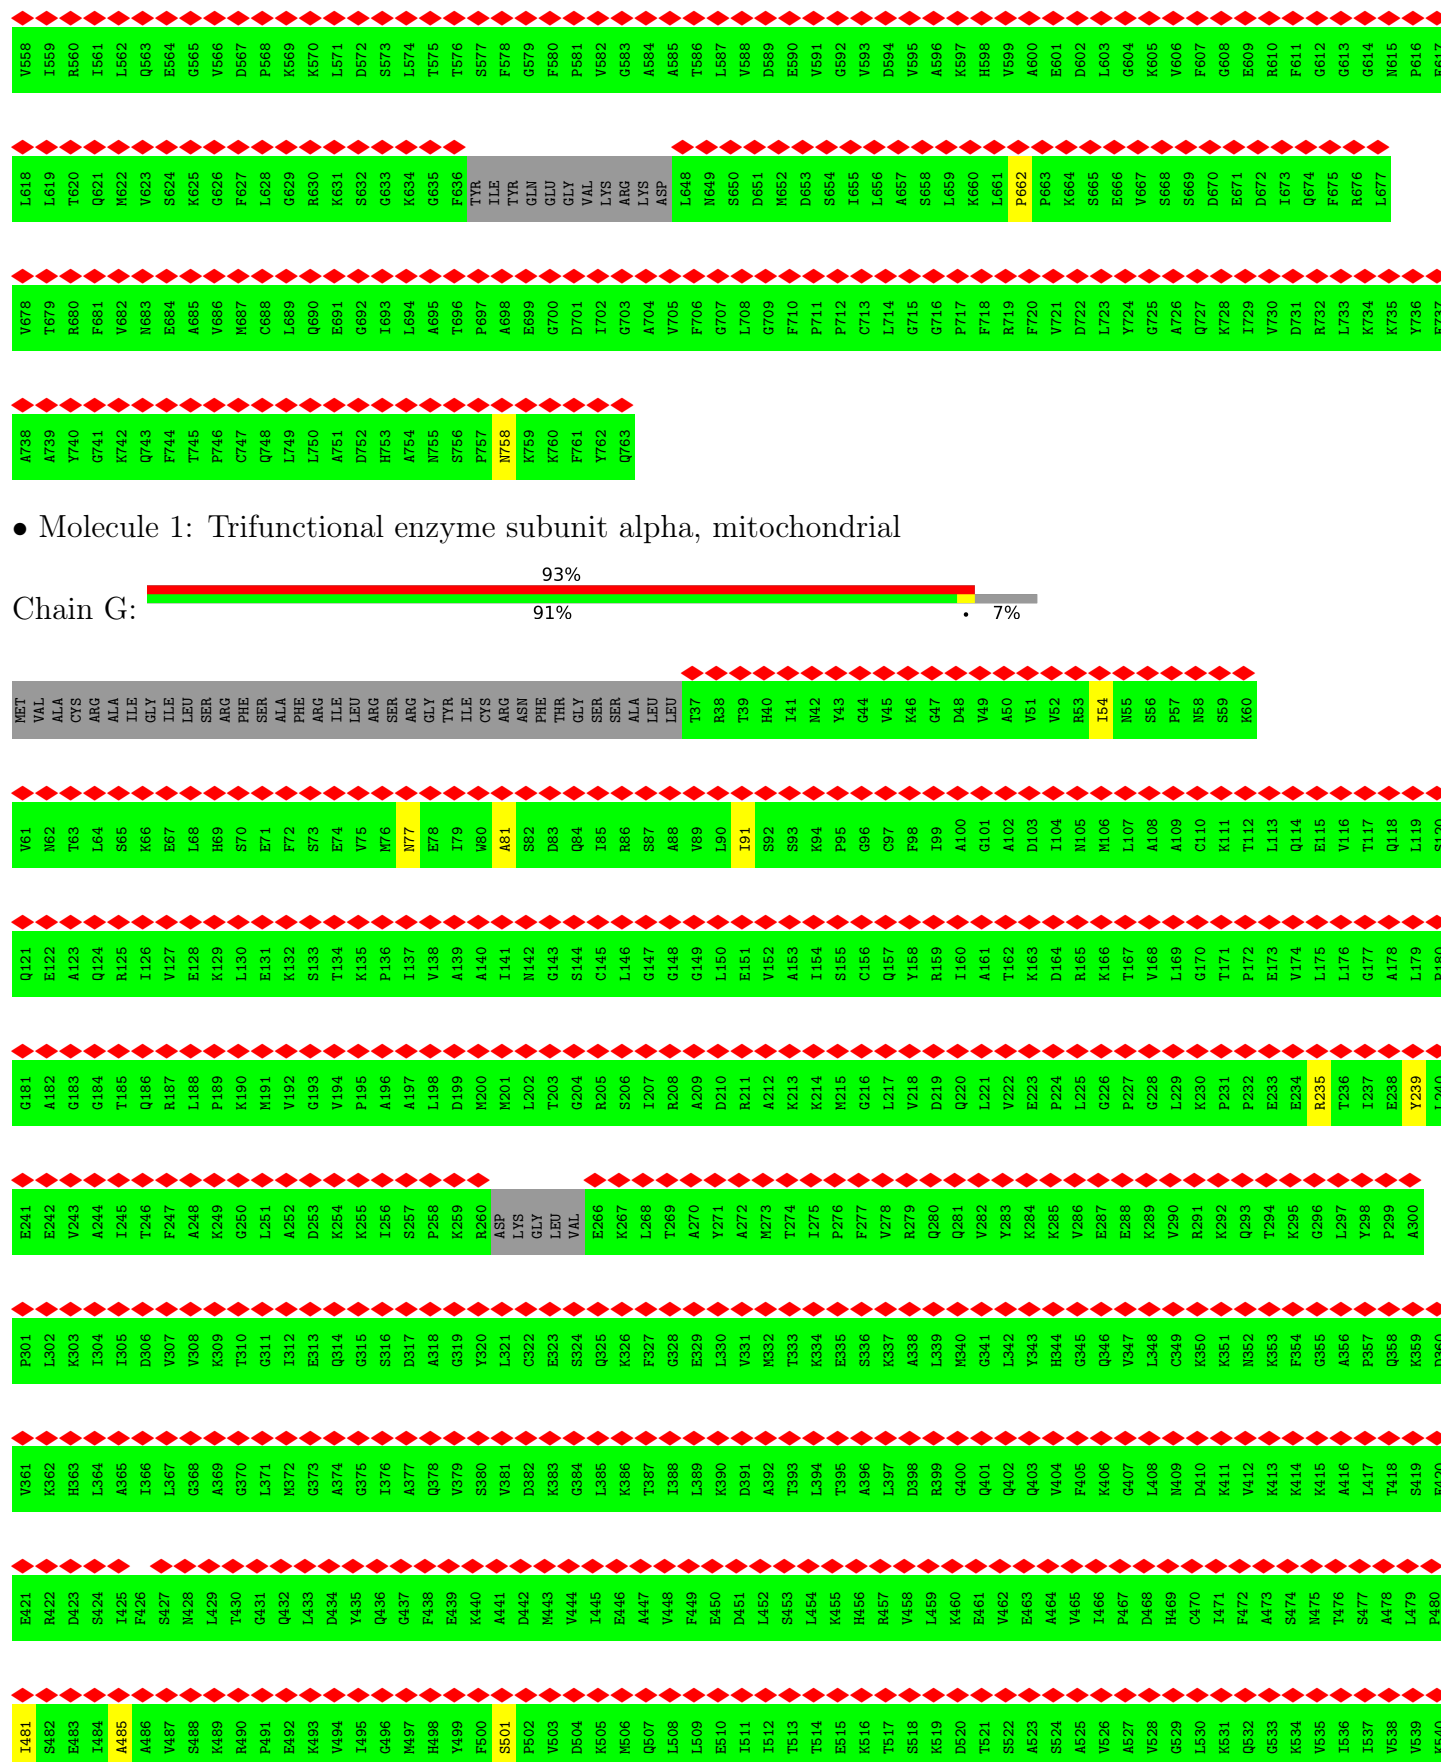 V558 I559 R560 I561 L562 Q563 E564 G565 V566 D567 P568 K569 K570 L571 D572 S573 L574 T575 T576 S577 F578 G579 F580 P581 V582 G583 A584 A585 T586 L587 V588 D589 E590 V591 G592 V593 D594 V595 A596 K597 H598 V599 A600 E601 D602 L603 G604 K605 V606 F607 G608 E609 R610 F611 G612 G613 G614 N615 P616 E617
L618 L619 T620 Q621 M622 V623 S624 K625 G626 F627 L628 G629 R630 K631 S632 G633 K634 G635 F636 TYR ILE TYR GLN GLU GLY VAL LYS ARG LYS ASP L648 N649 S650 D651 M652 D653 S654 I655 L656 A657 S658 L659 K660 L661 P662 P663 K664 S665 E666 V667 S668 S669 D670 E671 D672 I673 Q674 F675 R676 L677
V678 T679 R680 F681 V682 N683 E684 A685 V686 M687 C688 L689 Q690 E691 G692 I693 L694 A695 T696 P697 A698 E699 G700 D701 I702 G703 A704 V705 F706 G707 L708 G709 F710 P711 P712 C713 L714 G715 G716 P717 F718 R719 F720 V721 D722 L723 Y724 G725 A726 Q727 K728 I729 V730 D731 R732 L733 K734 K735 Y736 E737
A738 A739 Y740 G741 K742 Q743 F744 T745 P746 C747 Q748 L749 L750 A751 D752 H753 A754 N755 S756 P757 N758 K759 K760 F761 Y762 Q763
• Molecule 1: Trifunctional enzyme subunit alpha, mitochondrial
93%
Chain G:
91% • 7%
MET VAL ALA CYS ARG ALA ILE GLY ILE LEU SER ARG PHE SER ALA PHE ARG ILE LEU ARG SER ARG GLY TYR ILE CYS ARG ASN PHE THR GLY SER SER ALA LEU LEU T37 R38 T39 H40 I41 N42 Y43 G44 V45 K46 G47 D48 V49 A50 V51 V52 R53 I54 N55 S56 P57 N58 S59 K60
V61 N62 T63 L64 S65 K66 E67 L68 H69 S70 E71 F72 S73 E74 V75 M76 N77 E78 I79 W80 A81 S82 D83 Q84 I85 R86 S87 A88 V89 L90 I91 S92 S93 K94 P95 G96 C97 F98 I99 A100 G101 A102 D103 I104 N105 M106 L107 A108 A109 C110 K111 T112 L113 Q114 E115 V116 T117 Q118 L119 S120
Q121 E122 A123 Q124 R125 I126 V127 E128 K129 L130 E131 K132 S133 T134 K135 P136 I137 V138 A139 A140 I141 N142 G143 S144 C145 L146 G147 G148 G149 L150 E151 V152 A153 I154 S155 C156 Q157 Y158 R159 I160 A161 T162 K163 D164 R165 K166 T167 V168 L169 G170 T171 P172 E173 V174 L175 L176 G177 A178 L179 P180
G181 A182 G183 G184 T185 Q186 R187 L188 P189 K190 M191 V192 G193 V194 P195 A196 A197 L198 D199 M200 M201 L202 T203 G204 R205 S206 I207 R208 A209 D210 R211 A212 K213 K214 M215 G216 L217 V218 D219 Q220 L221 V222 E223 P224 L225 G226 P227 G228 L229 K230 P231 P232 E233 E234 R235 T236 I237 E238 Y239 L240
E241 E242 V243 A244 I245 T246 F247 A248 K249 G250 L251 A252 D253 K254 K255 I256 S257 P258 K259 R260 ASP LYS GLY LEU VAL E266 K267 L268 T269 A270 Y271 A272 M273 T274 I275 P276 F277 V278 R279 Q280 Q281 V282 Y283 K284 K285 V286 E287 E288 K289 V290 R291 K292 Q293 T294 K295 G296 L297 Y298 P299 A300
P301 L302 K303 I304 I305 D306 V307 V308 K309 T310 G311 I312 E313 Q314 G315 S316 D317 A318 G319 Y320 L321 C322 E323 S324 Q325 K326 F327 G328 E329 L330 V331 M332 T333 K334 E335 S336 K337 A338 L339 M340 G341 L342 Y343 H344 G345 Q346 V347 L348 C349 K350 K351 N352 K353 F354 G355 A356 P357 Q358 K359 D360
V361 K362 H363 L364 A365 I366 L367 G368 A369 G370 L371 M372 G373 A374 G375 I376 A377 Q378 V379 S380 V381 D382 K383 G384 L385 K386 T387 I388 L389 K390 D391 A392 T393 L394 T395 A396 L397 D398 R399 G400 Q401 Q402 Q403 V404 F405 K406 G407 L408 N409 D410 K411 V412 K413 K414 K415 A416 L417 T418 S419 F420
E421 R422 D423 S424 I425 F426 S427 N428 L429 T430 G431 Q432 L433 D434 Y435 Q436 G437 F438 E439 K440 A441 D442 M443 V444 I445 E446 A447 V448 F449 E450 D451 L452 S453 L454 K455 H456 R457 V458 L459 K460 E461 V462 E463 A464 V465 I466 P467 D468 H469 C470 I471 F472 A473 S474 N475 T476 S477 A478 L479 P480
I481 S482 E483 I484 A485 A486 V487 S488 K489 R490 P491 E492 K493 V494 I495 G496 M497 H498 Y499 F500 S501 P502 V503 D504 K505 M506 Q507 L508 L509 E510 I511 I512 T513 T514 E515 K516 T517 S518 K519 D520 T521 S522 A523 S524 A525 V526 A527 V528 G529 L530 K531 Q532 G533 K534 V535 I536 I537 V538 V539 K540